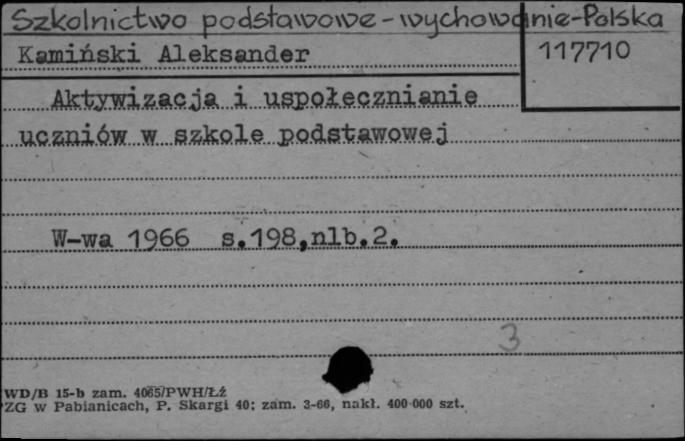 Szkolnictwo podstawowe - wychowanie - Polska
Kamiński Aleksander
117710
Aktywizacja i uspołecznianie
uczniów w szkole podstawowej
W-wa 1966 s.198,nlb.2.
3
WD/B 15-b zam. 4065/PWH/Łź
ZG w Pabianicach, P. Skargi 40; zam. 3-66, nakł. 400 000 szt.